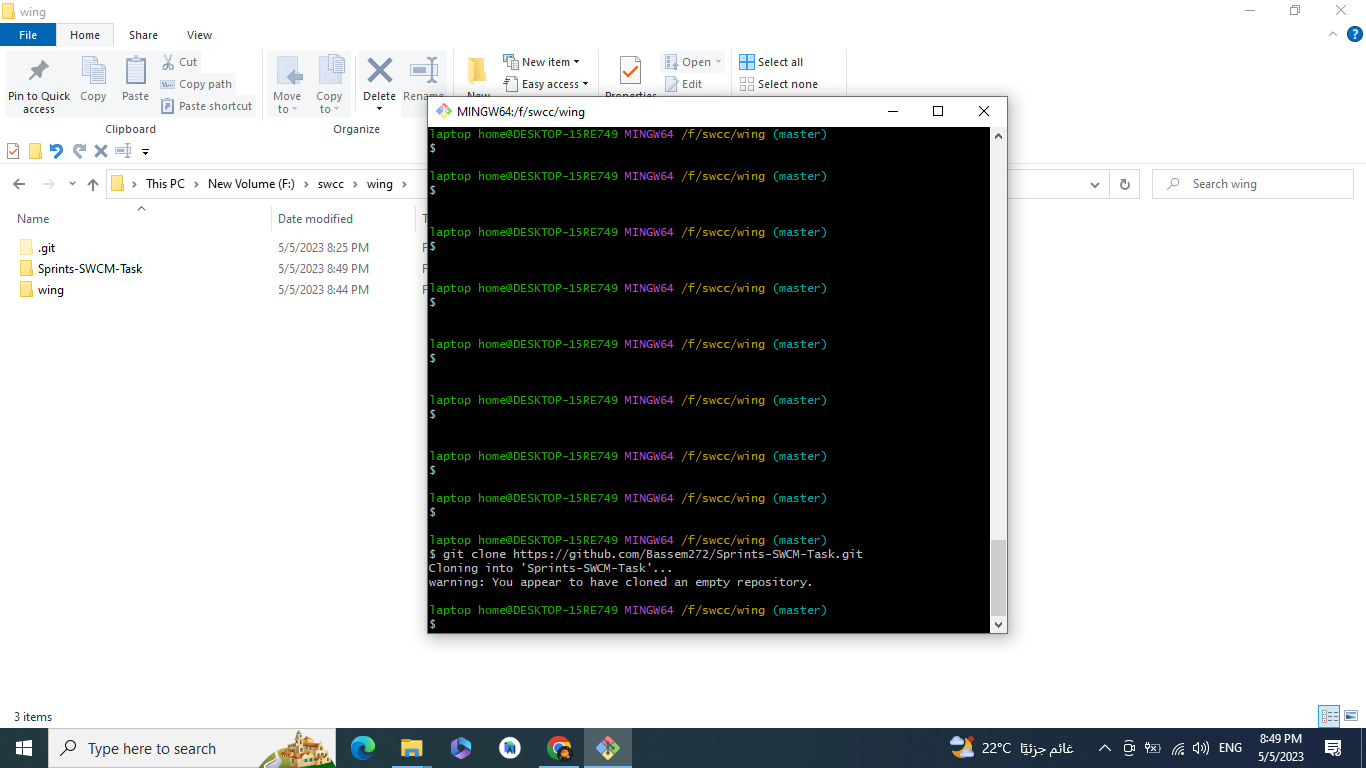 wing
File Home Share View
Pin to Quick access
Copy
Paste
Cut
Copy path
Paste shortcut
Clipboard
Move to
Copy to
Delete
Rename
Organize
New
New item
Easy access
Properties
Open
Edit
Select all
Select none
This PC > New Volume (F:) > swcc > wing >
Search wing
Name Date modified
.git 5/5/2023 8:25 PM
Sprints-SWCM-Task 5/5/2023 8:49 PM
wing 5/5/2023 8:44 PM
MINGW64:/f/swcc/wing
laptop home@DESKTOP-15RE749 MINGW64 /f/swcc/wing (master)
$
laptop home@DESKTOP-15RE749 MINGW64 /f/swcc/wing (master)
$
laptop home@DESKTOP-15RE749 MINGW64 /f/swcc/wing (master)
$
laptop home@DESKTOP-15RE749 MINGW64 /f/swcc/wing (master)
$
laptop home@DESKTOP-15RE749 MINGW64 /f/swcc/wing (master)
$
laptop home@DESKTOP-15RE749 MINGW64 /f/swcc/wing (master)
$
laptop home@DESKTOP-15RE749 MINGW64 /f/swcc/wing (master)
$
laptop home@DESKTOP-15RE749 MINGW64 /f/swcc/wing (master)
$
laptop home@DESKTOP-15RE749 MINGW64 /f/swcc/wing (master)
$ git clone https://github.com/Bassem272/Sprints-SWCM-Task.git
Cloning into 'Sprints-SWCM-Task'...
warning: You appear to have cloned an empty repository.
laptop home@DESKTOP-15RE749 MINGW64 /f/swcc/wing (master)
$
3 items
Type here to search
22°C غائم جزئيًا
ENG
8:49 PM
5/5/2023